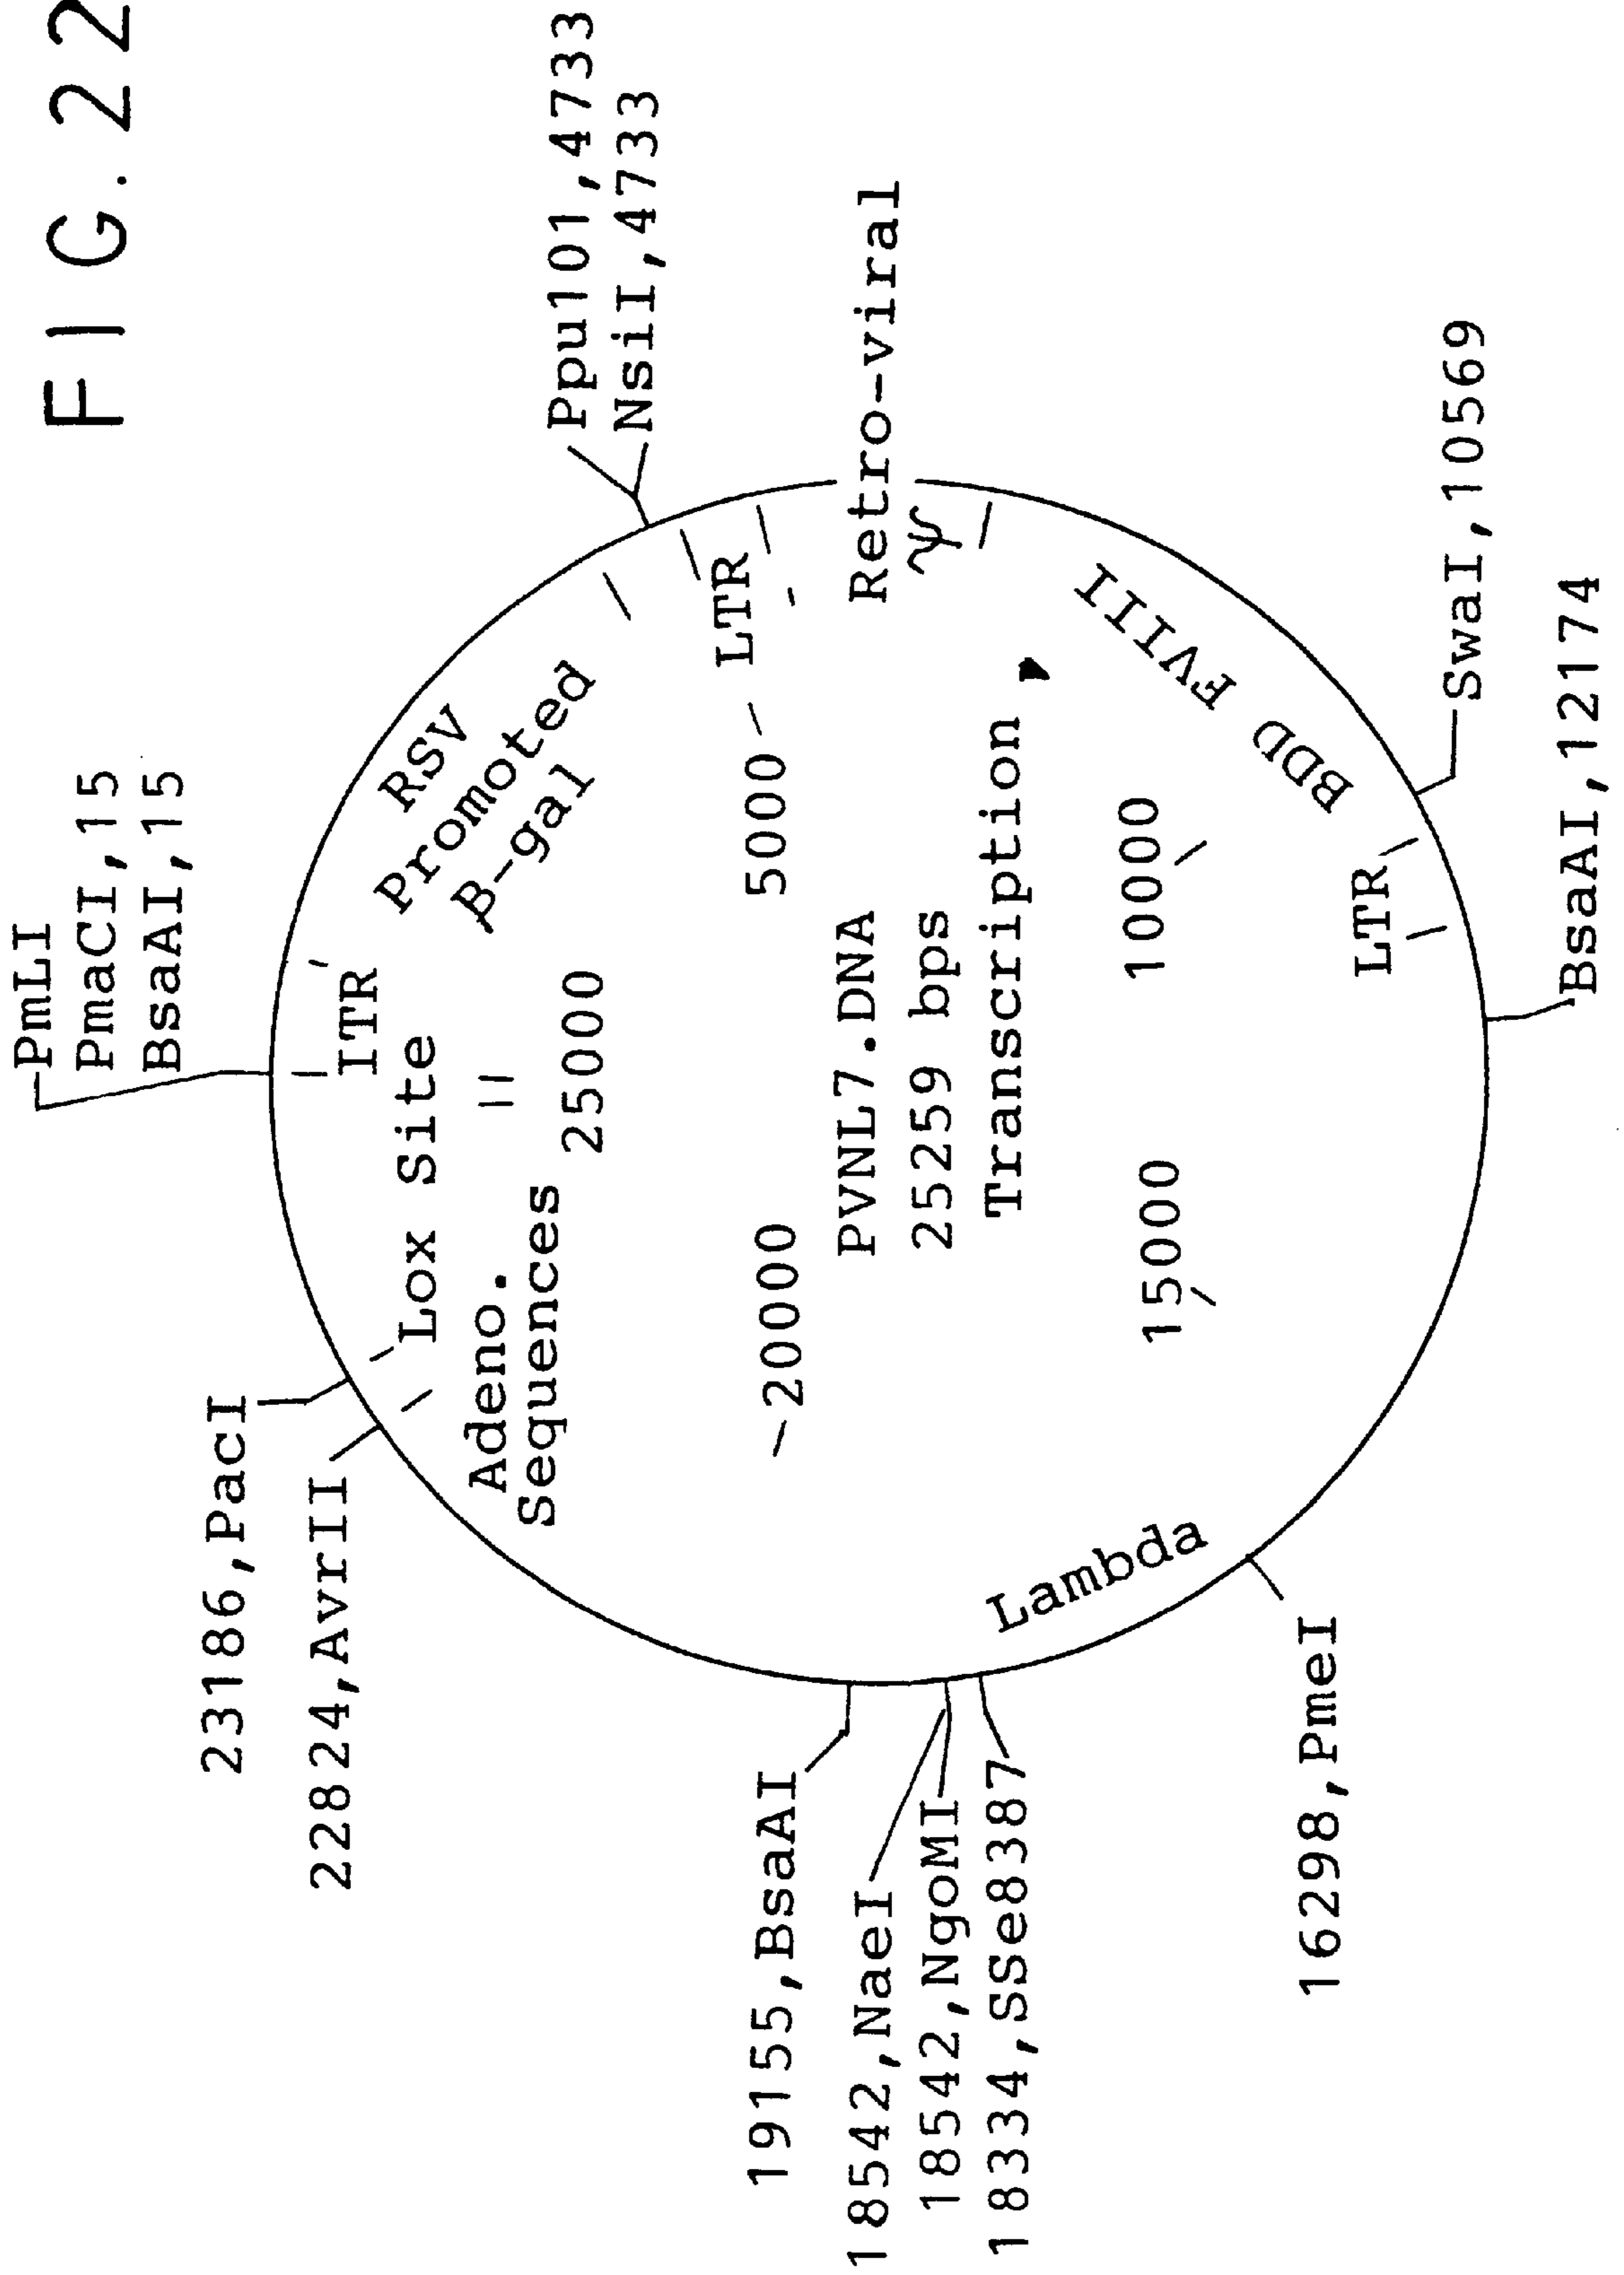 FIG.22
PmLI
PmaCI,15
BsaAI,15
23186,PacI
22824,AvrII
ITR
Lox Site
RSV
Promoted
β-gal
Adeno.
Sequences
25000
Ppu101,4733
NsiI,4733
LTR
5000
20000
19155,BsaAI
18542,NaeI
18542,NgoMI
18334,SSe8387
PVNL7.DNA
25259 bps
Transcription
Retro-viral
Ψ
BDD FVIII
10000
15000
Lambda
16298,PmeI
LTR
SwaI,10569
BsaAI,12174